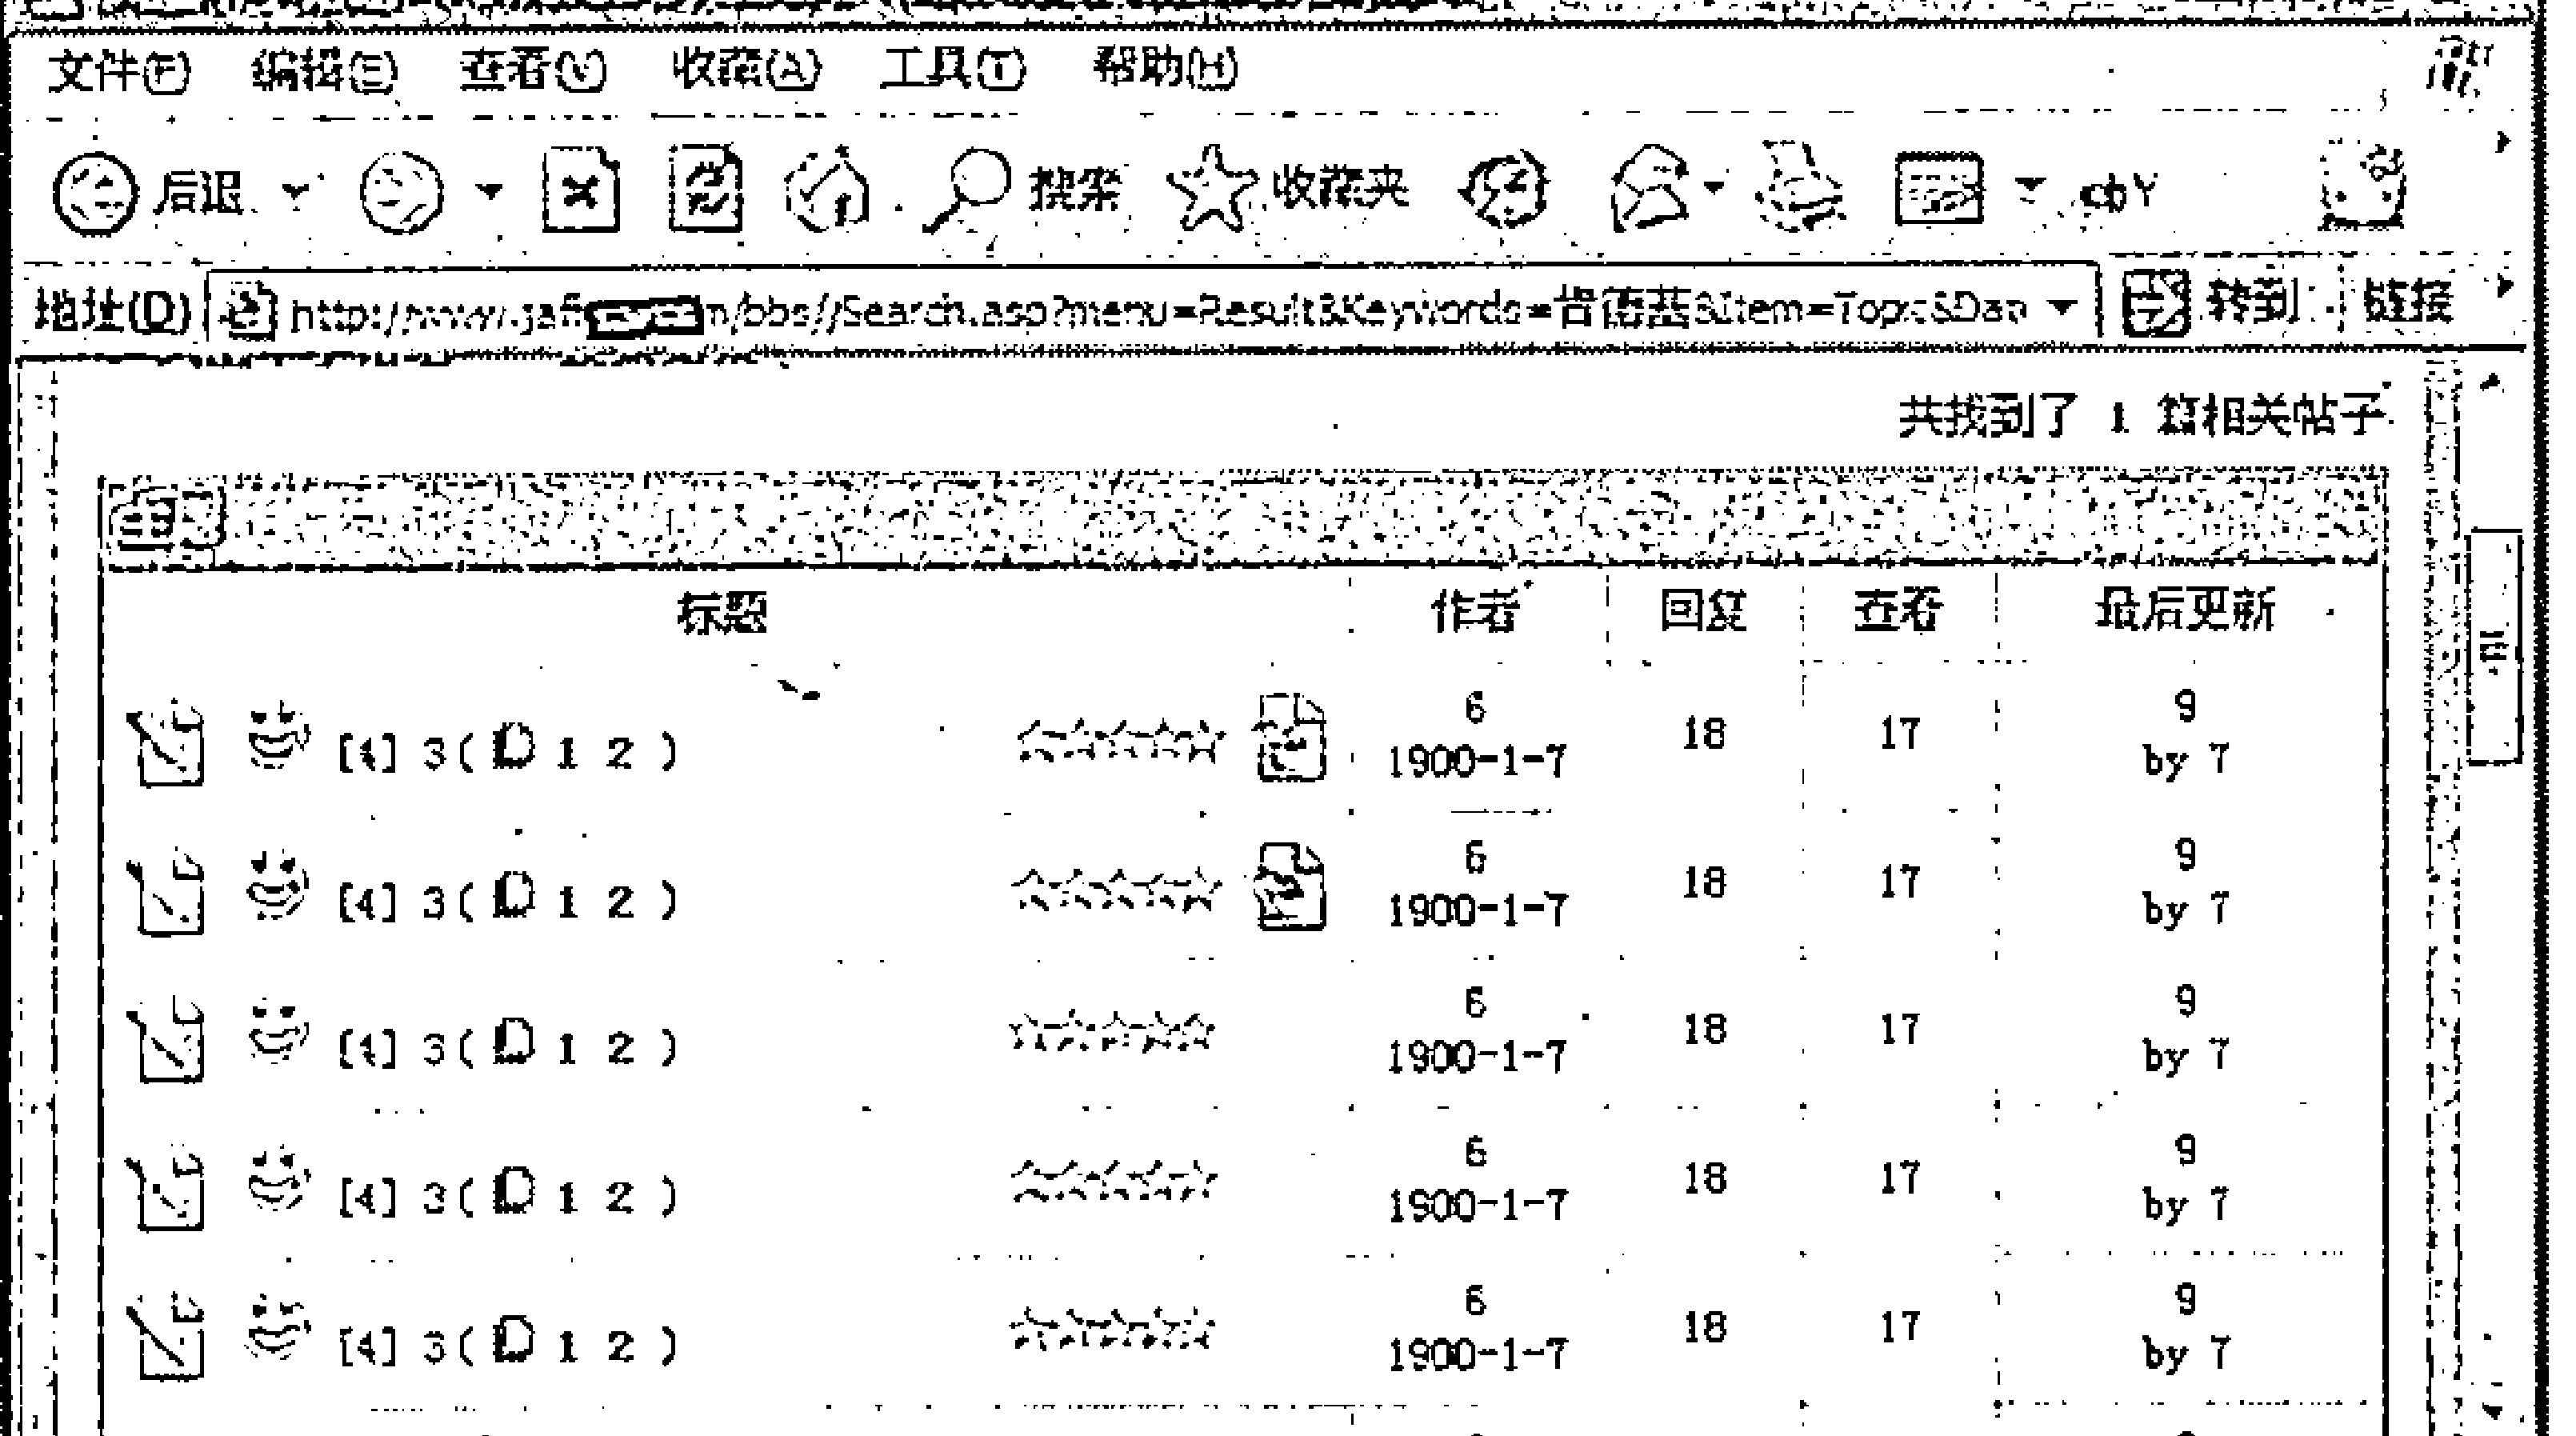 文件(F) 编辑(E) 查看(V) 收藏(A) 工具(T) 帮助(H)
后退 搜索 收藏夹
地址(D) 转到 链接
共找到了 1 篇相关帖子
标题 作者 回复 查看 最后更新
[4] 3( 1 2 ) 6 18 17 9
1900-1-7 by 7
[4] 3( 1 2 ) 6 18 17 9
1900-1-7 by 7
[4] 3( 1 2 ) 6 18 17 9
1900-1-7 by 7
[4] 3( 1 2 ) 6 18 17 9
1900-1-7 by 7
[4] 3( 1 2 ) 6 18 17 9
1900-1-7 by 7